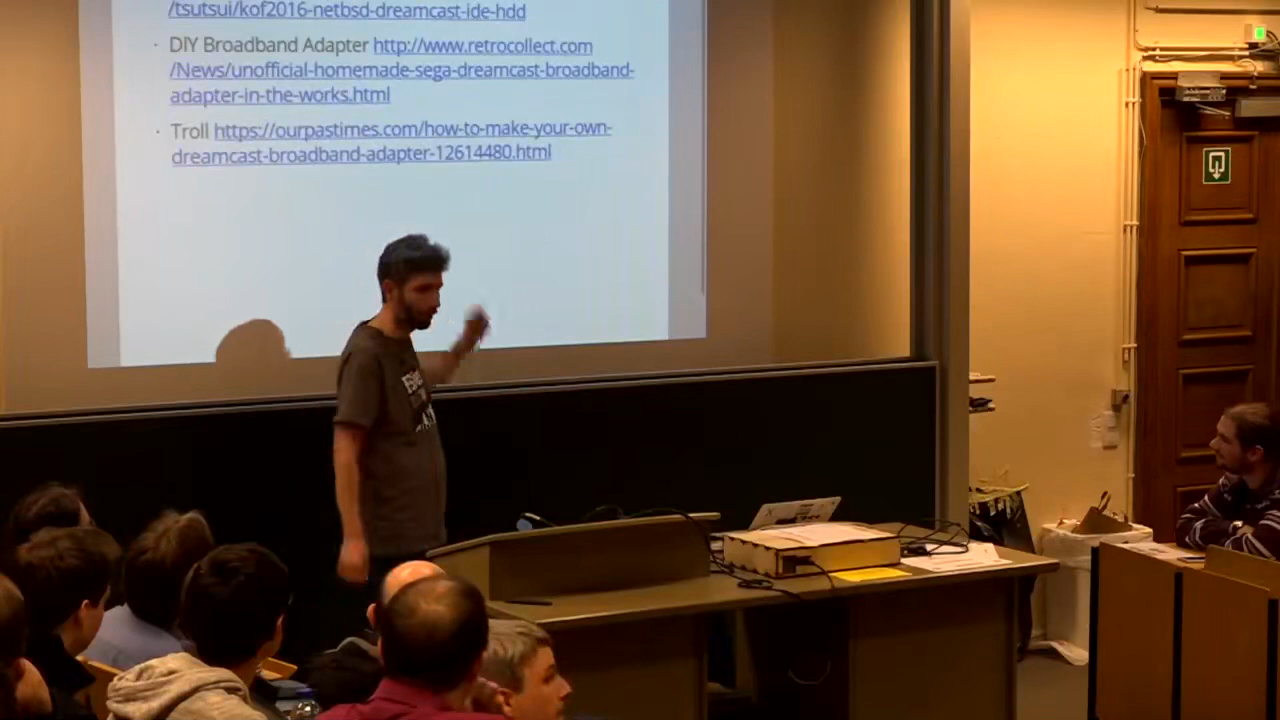 /tsutsui/kof2016-netbsd-dreamcast-ide-hdd
· DIY Broadband Adapter http://www.retrocollect.com
/News/unofficial-homemade-sega-dreamcast-broadband-
adapter-in-the-works.html
· Troll https://ourpastimes.com/how-to-make-your-own-
dreamcast-broadband-adapter-12614480.html